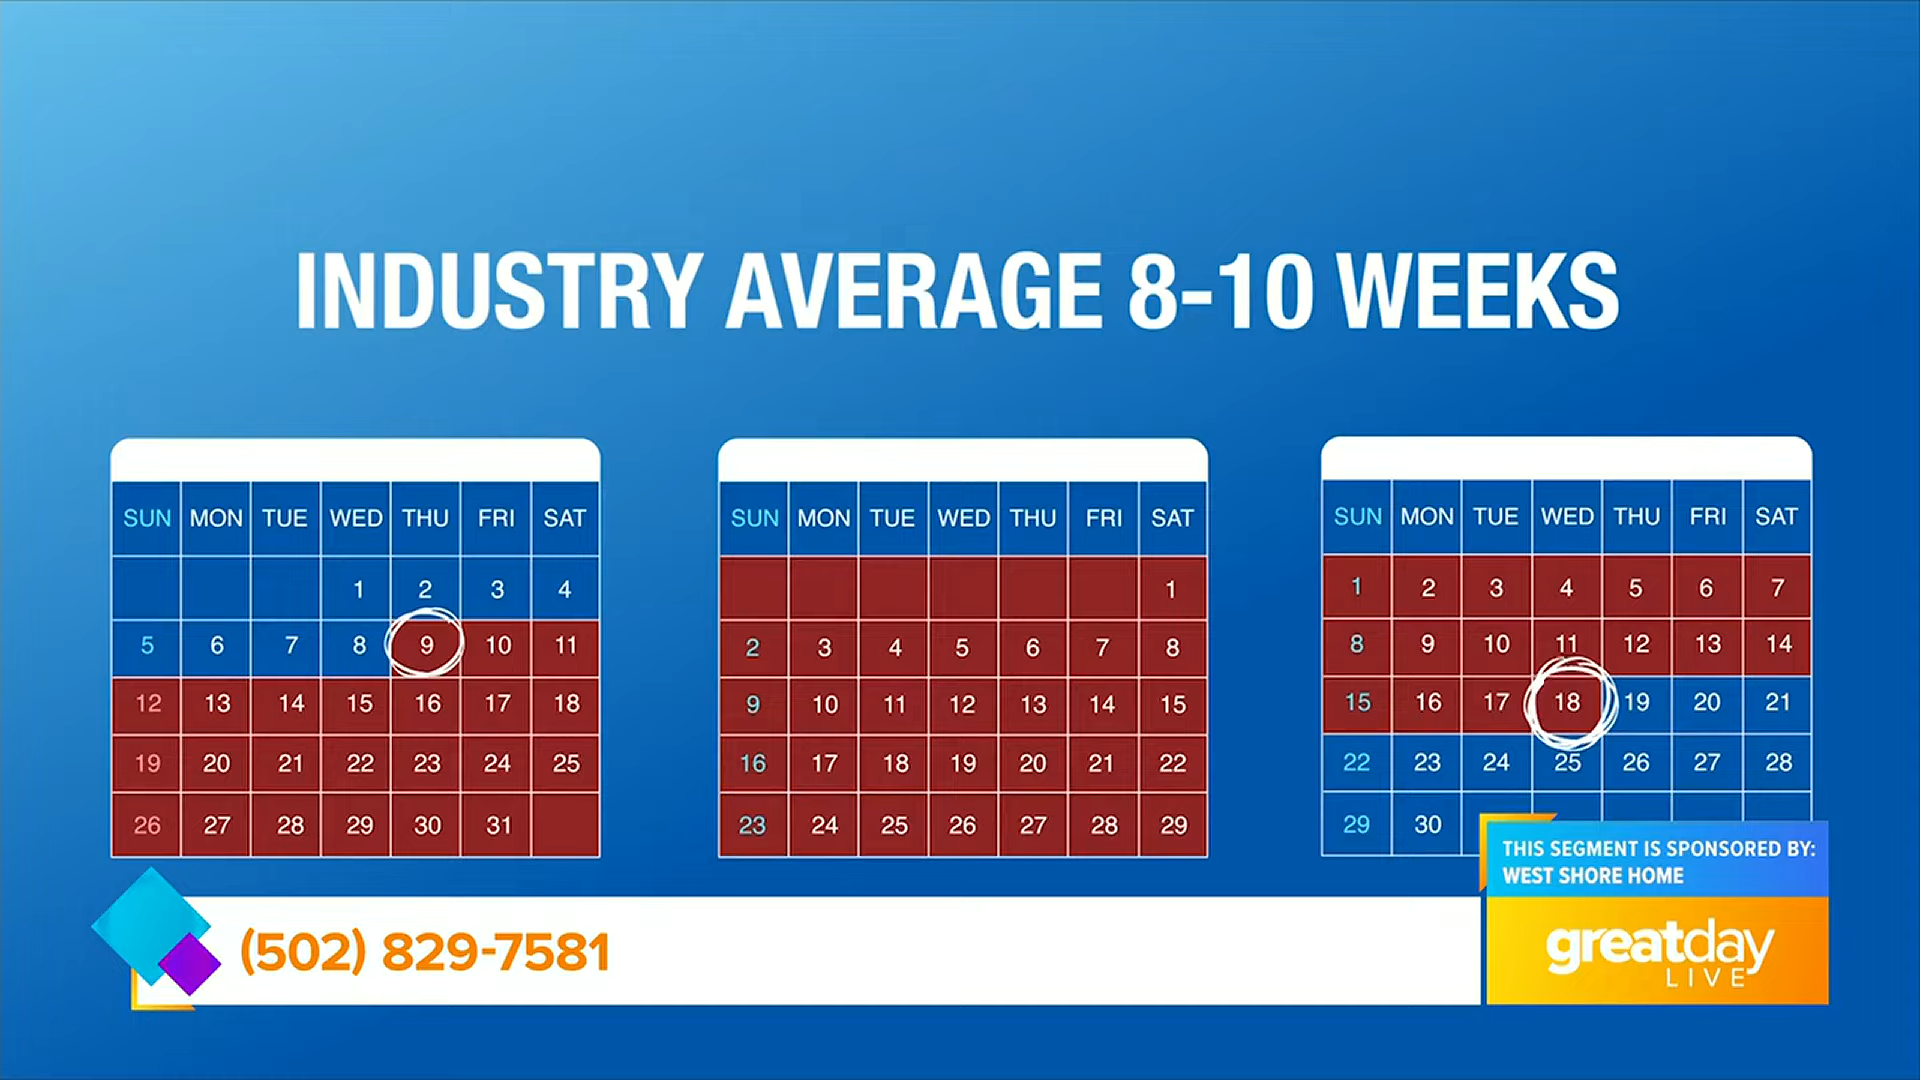 INDUSTRY AVERAGE 8-10 WEEKS
SUN MON TUE WED THU FRI SAT
1 2 3 4
5 6 7 8 9 10 11
12 13 14 15 16 17 18
19 20 21 22 23 24 25
26 27 28 29 30 31
SUN MON TUE WED THU FRI SAT
1
2 3 4 5 6 7 8
9 10 11 12 13 14 15
16 17 18 19 20 21 22
23 24 25 26 27 28 29
SUN MON TUE WED THU FRI SAT
1 2 3 4 5 6 7
8 9 10 11 12 13 14
15 16 17 18 19 20 21
22 23 24 25 26 27 28
29 30
THIS SEGMENT IS SPONSORED BY:
WEST SHORE HOME
(502) 829-7581
greatday
LIVE